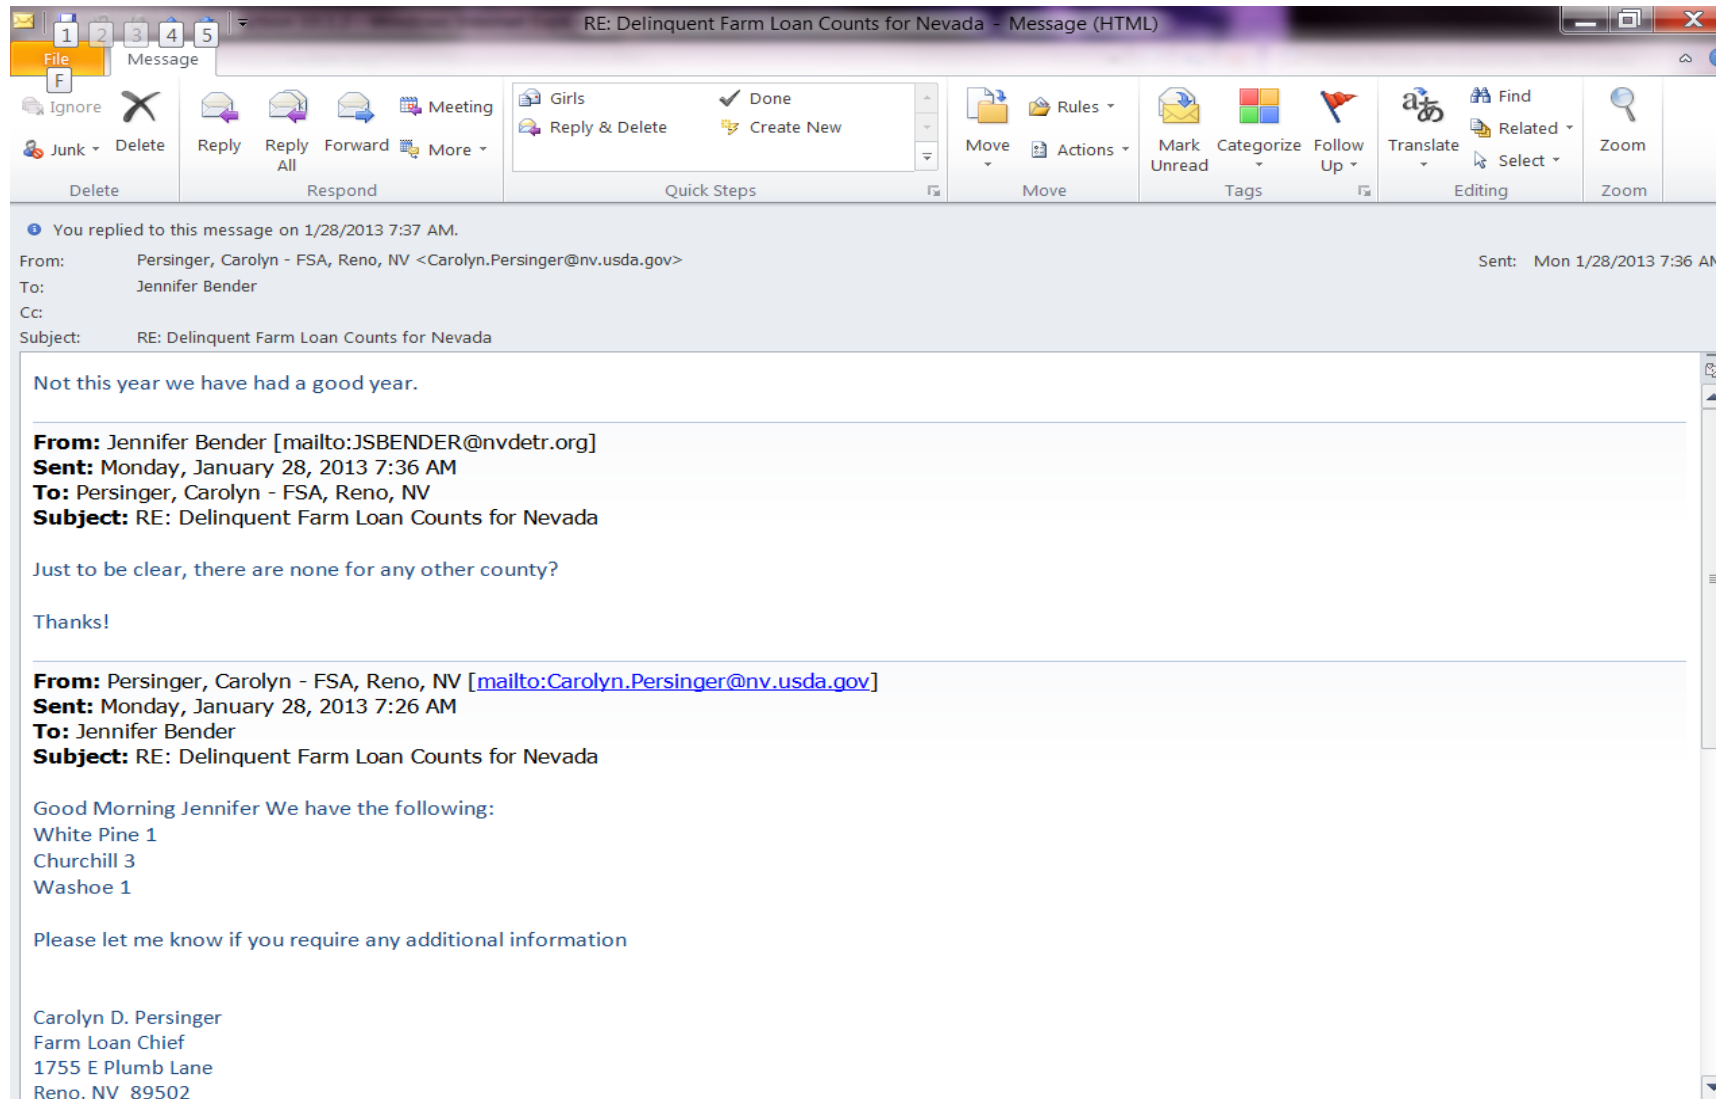 RE: Delinquent Farm Loan Counts for Nevada - Message (HTML)
1 2 3 4 5
File Message
F
Ignore
Junk
Delete
Reply
Reply All
Forward
Meeting
More
Girls
Reply & Delete
Done
Create New
Move
Rules
Actions
Mark Unread
Categorize
Follow Up
Translate
Find
Related
Select
Zoom
Delete Respond Quick Steps Move Tags Editing Zoom
You replied to this message on 1/28/2013 7:37 AM.
From: Persinger, Carolyn - FSA, Reno, NV <Carolyn.Persinger@nv.usda.gov> Sent: Mon 1/28/2013 7:36 AM
To: Jennifer Bender
Cc:
Subject: RE: Delinquent Farm Loan Counts for Nevada
Not this year we have had a good year.
From: Jennifer Bender [mailto:JSBENDER@nvdetr.org]
Sent: Monday, January 28, 2013 7:36 AM
To: Persinger, Carolyn - FSA, Reno, NV
Subject: RE: Delinquent Farm Loan Counts for Nevada
Just to be clear, there are none for any other county?
Thanks!
From: Persinger, Carolyn - FSA, Reno, NV [mailto:Carolyn.Persinger@nv.usda.gov]
Sent: Monday, January 28, 2013 7:26 AM
To: Jennifer Bender
Subject: RE: Delinquent Farm Loan Counts for Nevada
Good Morning Jennifer We have the following:
White Pine 1
Churchill 3
Washoe 1
Please let me know if you require any additional information
Carolyn D. Persinger
Farm Loan Chief
1755 E Plumb Lane
Reno, NV 89502